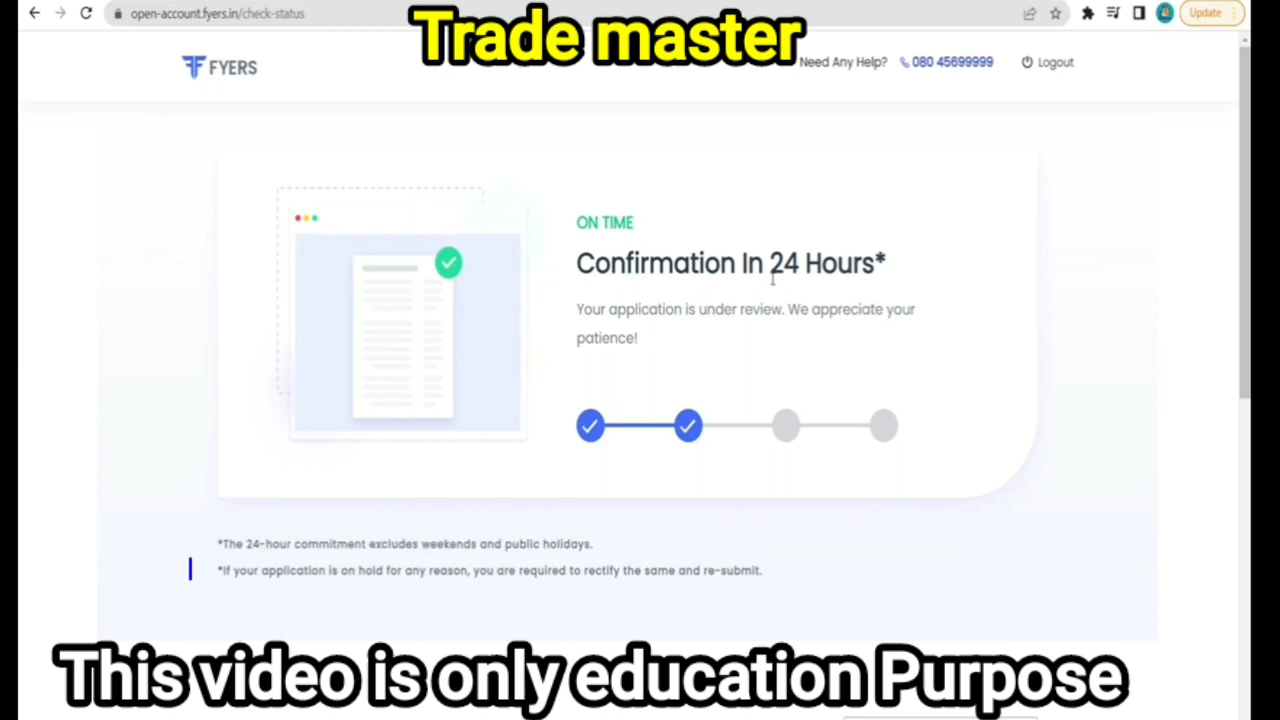 open-account.fyers.in/check-status
Update
Trade master
FYERS
Need Any Help? 080 45699999 Logout
ON TIME
Confirmation In 24 Hours*
Your application is under review. We appreciate your
patience!
*The 24-hour commitment excludes weekends and public holidays.
*If your application is on hold for any reason, you are required to rectify the same and re-submit.
This video is only education Purpose